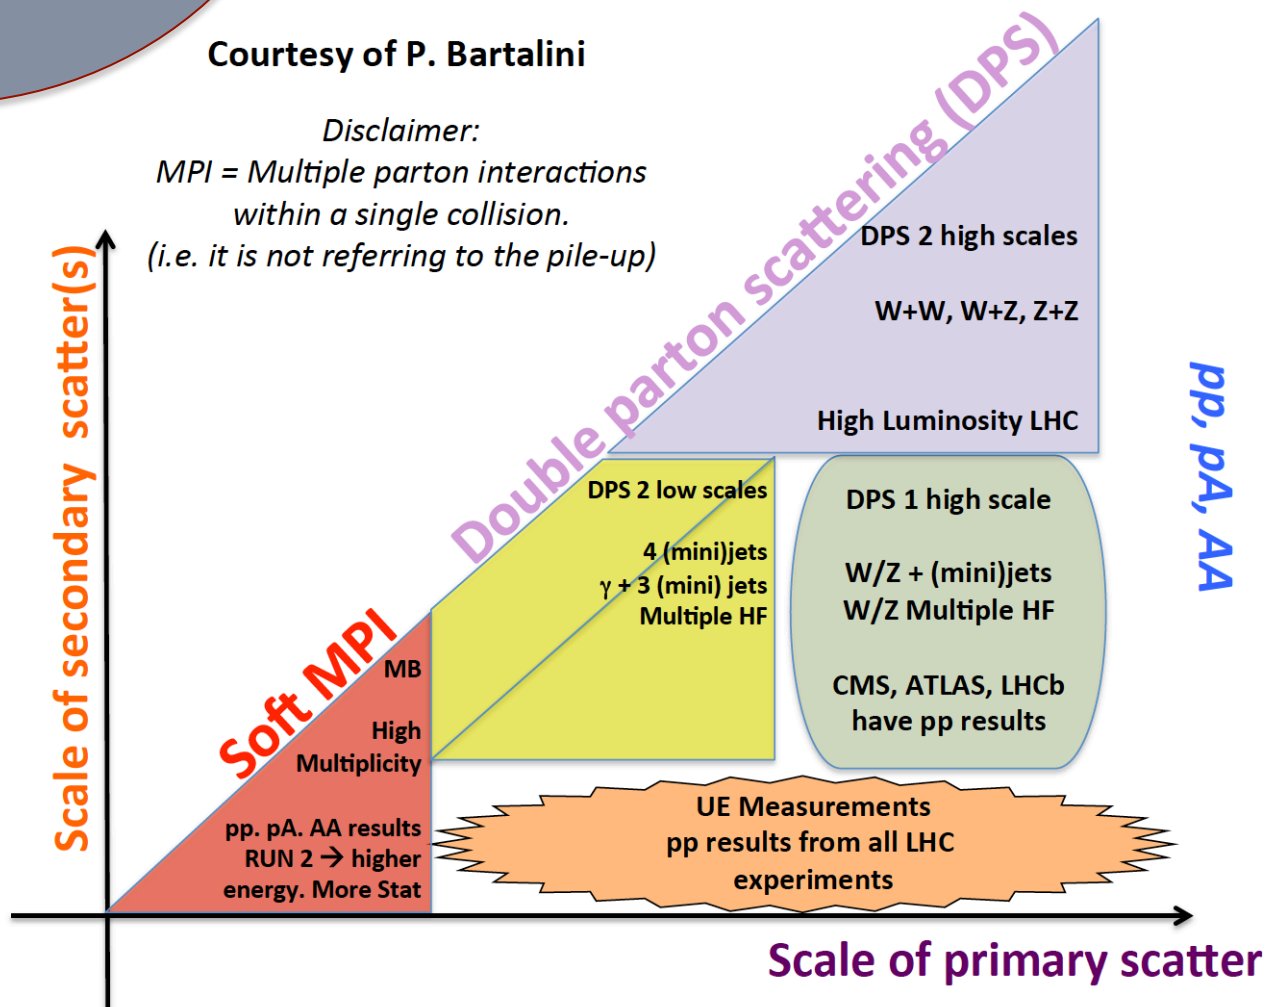 Courtesy of P. Bartalini
Disclaimer:
MPI = Multiple parton interactions
within a single collision.
(i.e. it is not referring to the pile-up)
Scale of secondary scatter(s)
Soft MPI
Double parton scattering (DPS)
DPS 2 high scales
W+W, W+Z, Z+Z
High Luminosity LHC
pp, pA, AA
DPS 2 low scales
4 (mini)jets
γ + 3 (mini) jets
Multiple HF
DPS 1 high scale
W/Z + (mini)jets
W/Z Multiple HF
CMS, ATLAS, LHCb
have pp results
MB
High
Multiplicity
pp. pA. AA results
RUN 2 → higher
energy. More Stat
UE Measurements
pp results from all LHC
experiments
Scale of primary scatter